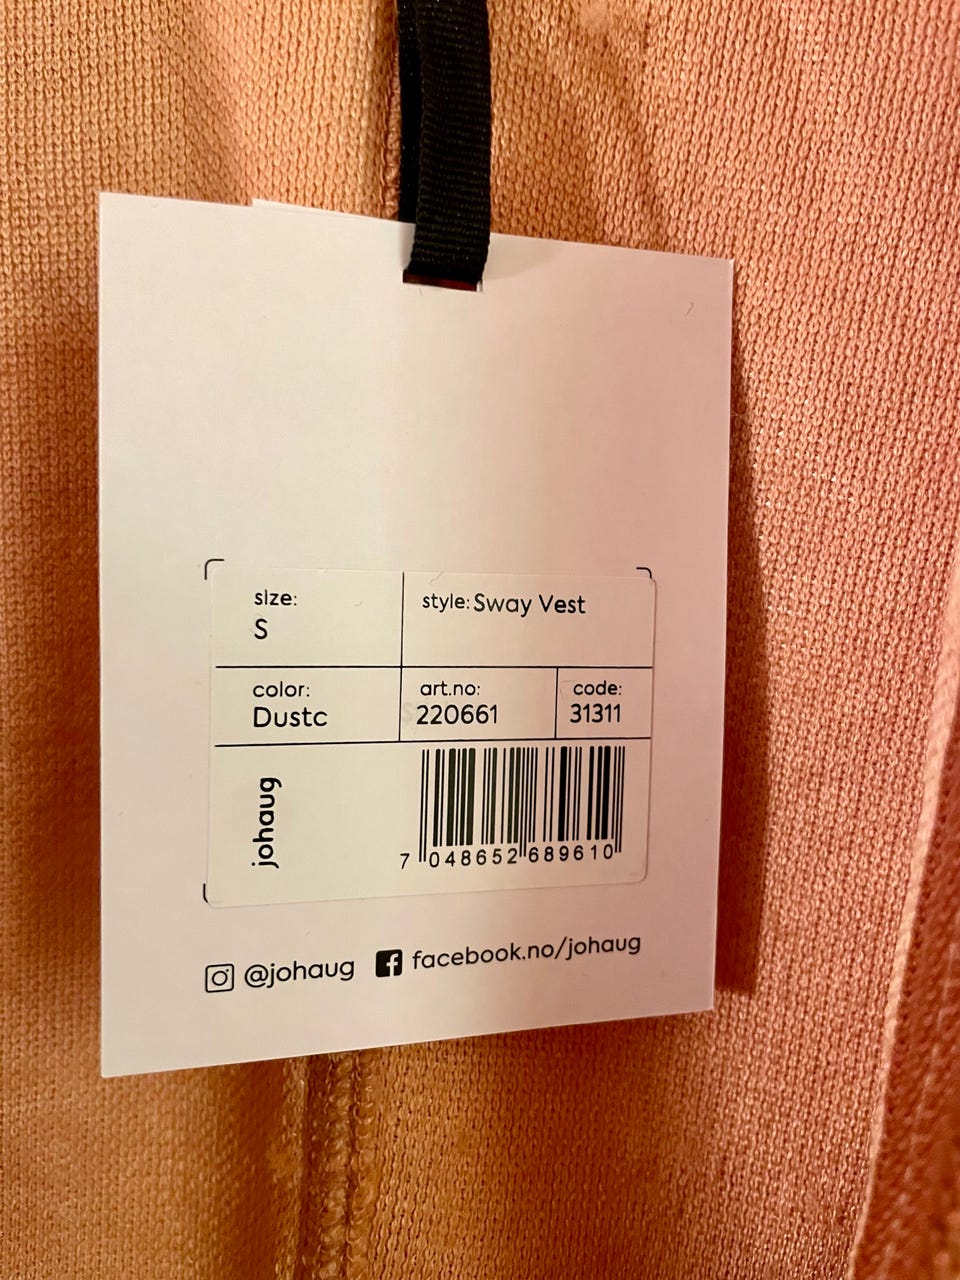 size:
S
style: Sway Vest
color:
Dustc
art.no:
220661
code:
31311
johaug
7 048652 689610
@johaug
facebook.no/johaug